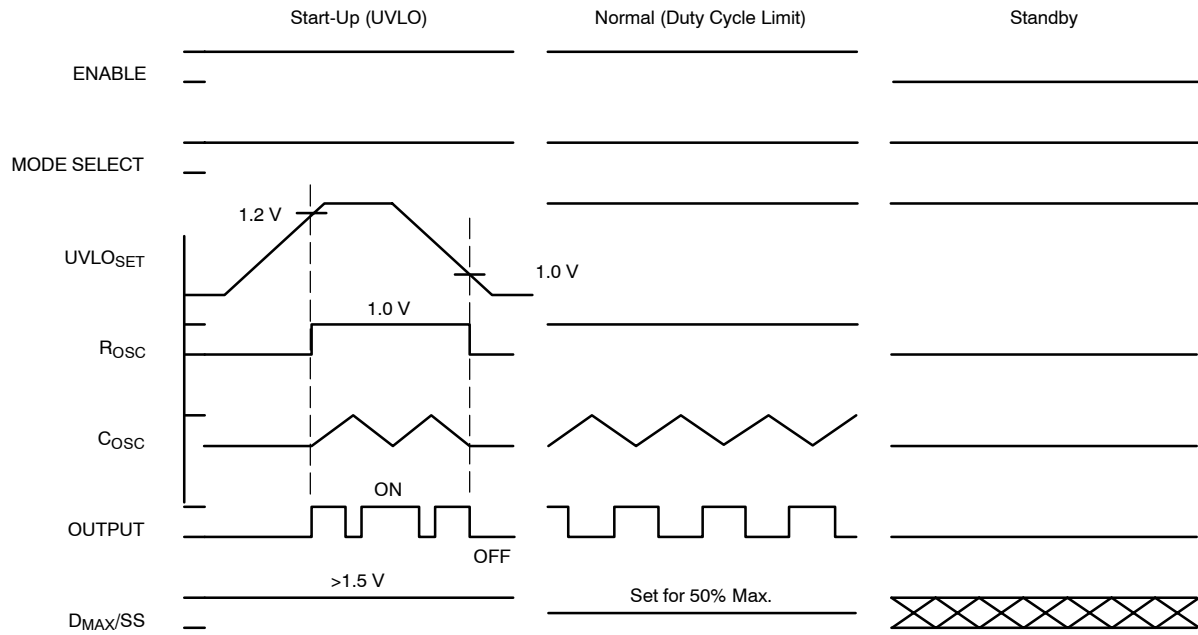 Start-Up (UVLO) Normal (Duty Cycle Limit) Standby
ENABLE
MODE SELECT
1.2 V
UVLOSET
1.0 V
1.0 V
ROSC
COSC
ON
OUTPUT
OFF
>1.5 V
Set for 50% Max.
DMAX/SS